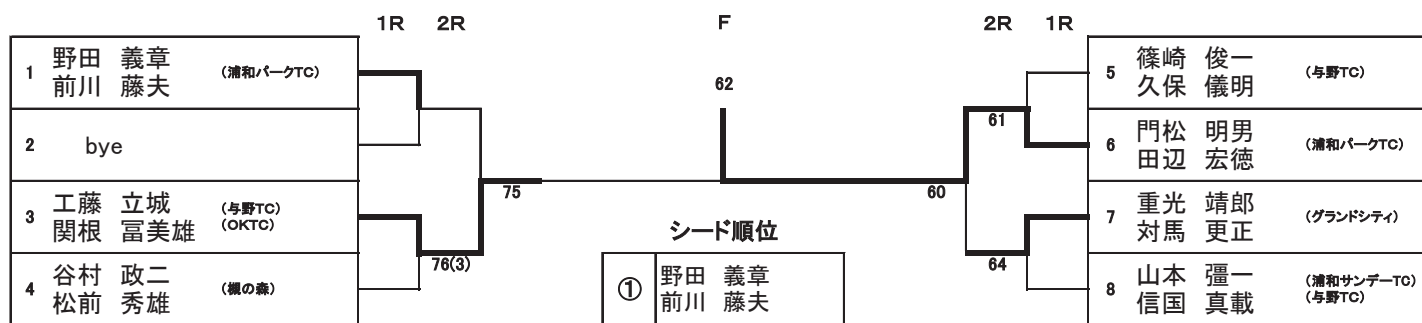 1R 2R F 2R 1R
1 野田 義章 (浦和パークTC)
前川 藤夫
2 bye
3 工藤 立城 (与野TC)
関根 冨美雄 (OKTC)
4 谷村 政二 (槻の森)
松前 秀雄
76(3)
75
62
シード順位
① 野田 義章
前川 藤夫
60
61
64
5 篠崎 俊一 (与野TC)
久保 儀明
6 門松 明男 (浦和パークTC)
田辺 宏徳
7 重光 靖郎 (グランドシティ)
対馬 更正
8 山本 彊一 (浦和サンデーTC)
信国 真載 (与野TC)